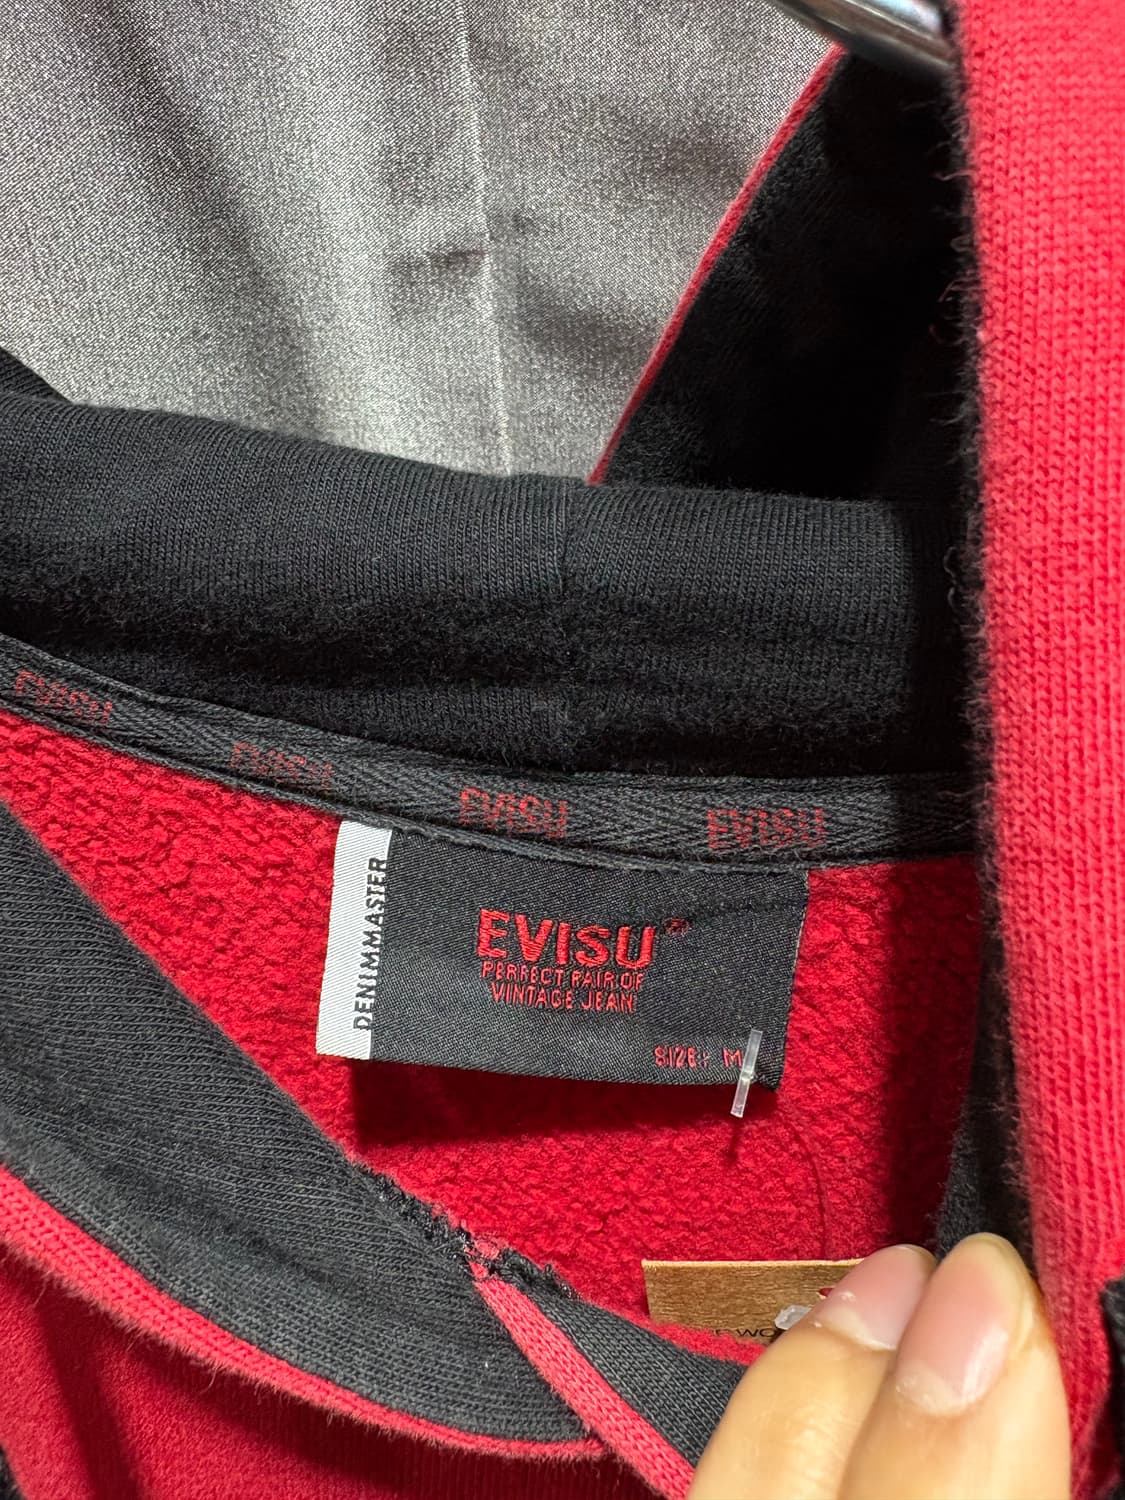 EVISU EVISU EVISU EVISU
DENIMMASTER
EVISU
PERFECT PAIR OF
VINTAGE JEAN
SIZE: M